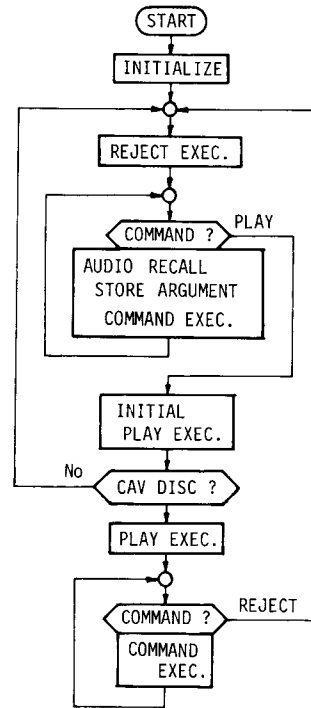 START
INITIALIZE
REJECT EXEC.
COMMAND ?
PLAY
AUDIO RECALL
STORE ARGUMENT
COMMAND EXEC.
INITIAL
PLAY EXEC.
No
CAV DISC ?
PLAY EXEC.
COMMAND ?
REJECT
COMMAND
EXEC.